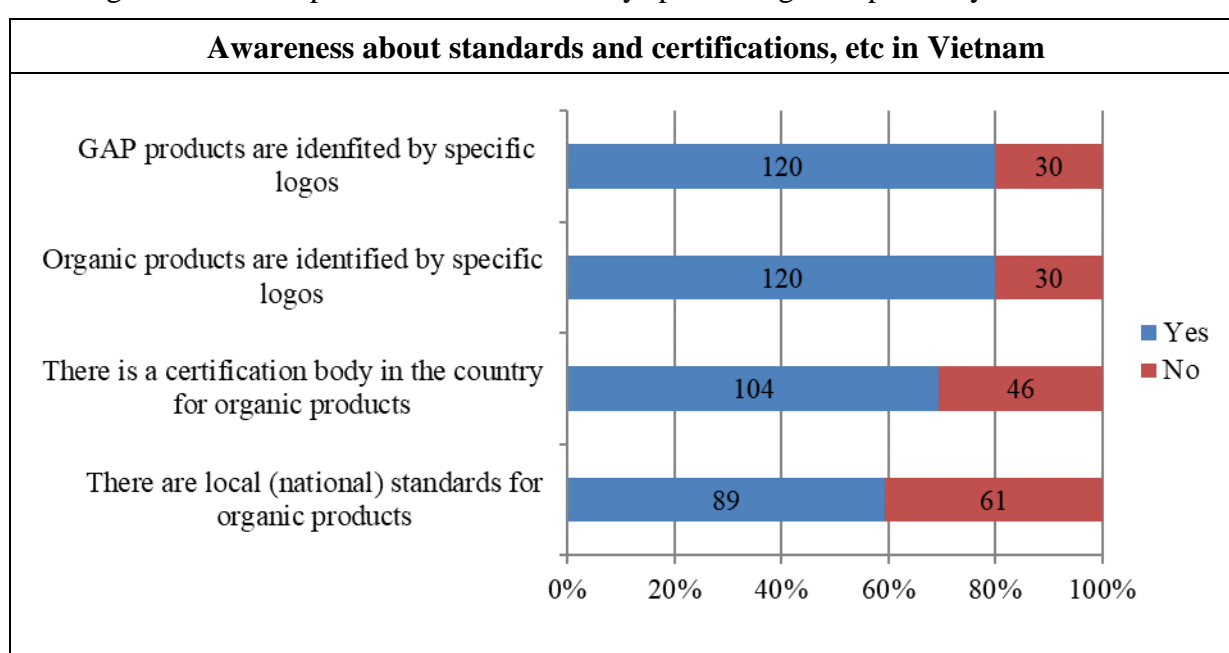 Awareness about standards and certifications, etc in Vietnam
GAP products are idenfited by specific
logos
120
30
Organic products are identified by specific
logos
120
30
There is a certification body in the country
for organic products
104
46
There are local (national) standards for
organic products
89
61
Yes
No
0% 20% 40% 60% 80% 100%